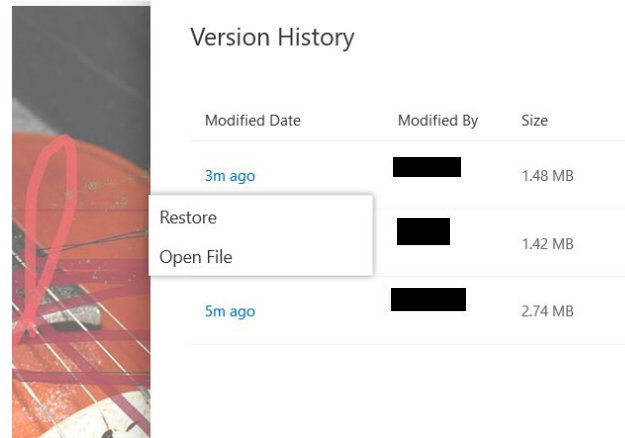 Version History
Modified Date Modified By Size
3m ago 1.48 MB
Restore
1.42 MB
Open File
5m ago 2.74 MB